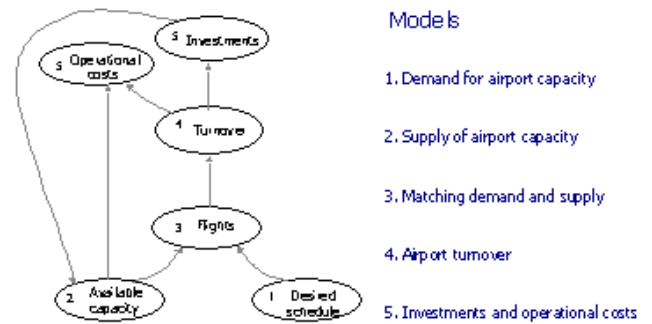 Models
5 Investments
5 Operational
costs
4 Turnover
3 Flights
2 Available
capacity
1 Desired
schedule
1. Demand for airport capacity
2. Supply of airport capacity
3. Matching demand and supply
4. Airport turnover
5. Investments and operational costs